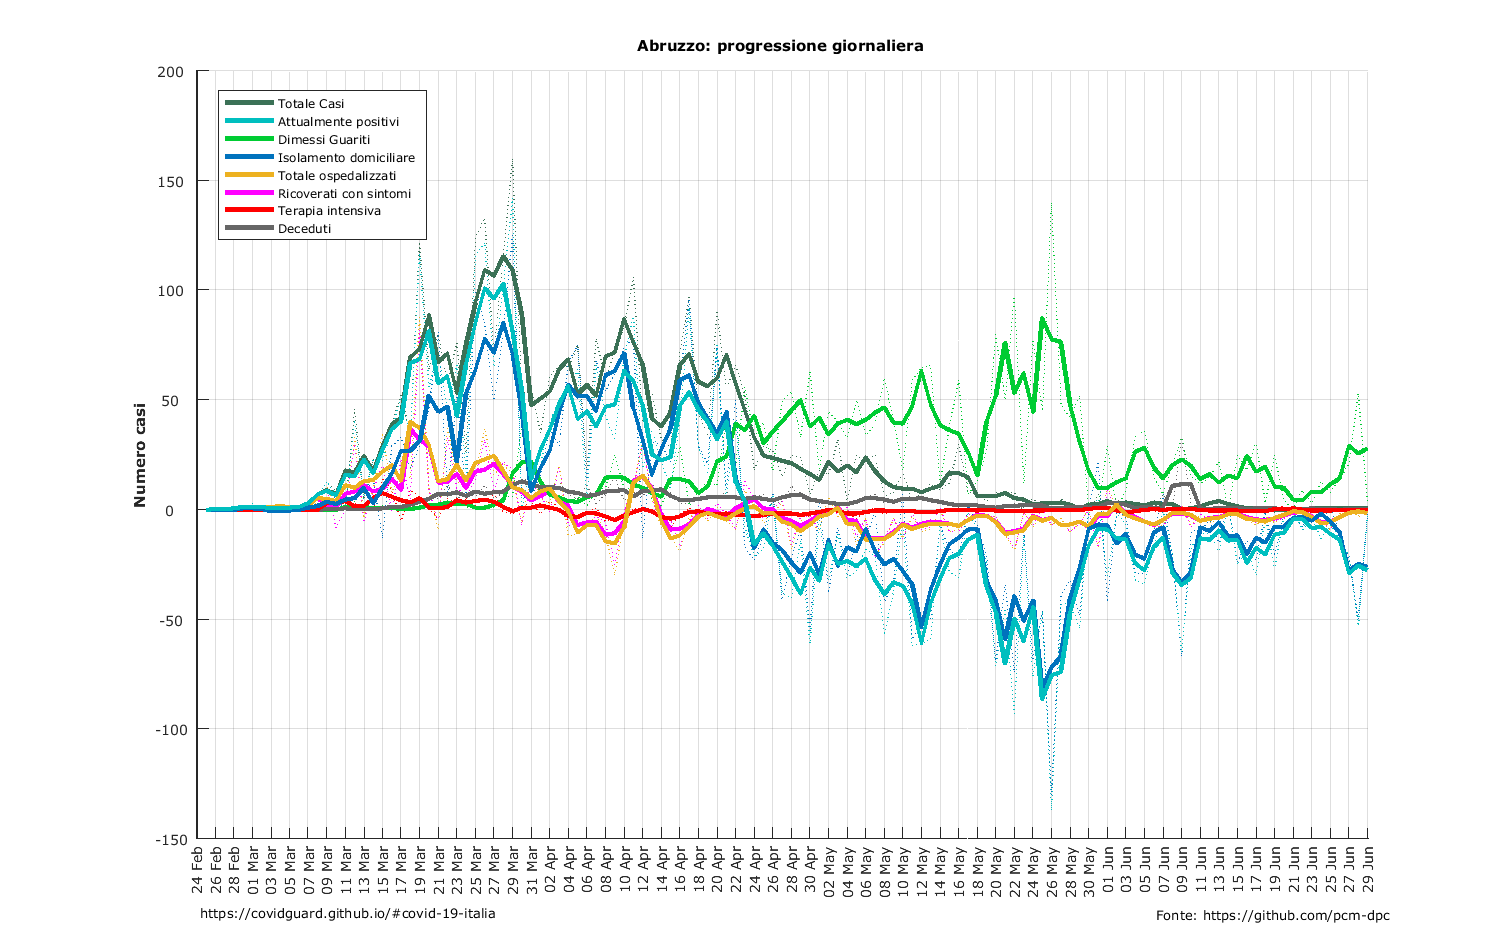 Abruzzo: progressione giornaliera
200
150
100
50
0
-50
-100
-150
Numero casi
Totale Casi
Attualmente positivi
Dimessi Guariti
Isolamento domiciliare
Totale ospedalizzati
Ricoverati con sintomi
Terapia intensiva
Deceduti
24 Feb
26 Feb
28 Feb
01 Mar
03 Mar
05 Mar
07 Mar
09 Mar
11 Mar
13 Mar
15 Mar
17 Mar
19 Mar
21 Mar
23 Mar
25 Mar
27 Mar
29 Mar
31 Mar
02 Apr
04 Apr
06 Apr
08 Apr
10 Apr
12 Apr
14 Apr
16 Apr
18 Apr
20 Apr
22 Apr
24 Apr
26 Apr
28 Apr
30 Apr
02 May
04 May
06 May
08 May
10 May
12 May
14 May
16 May
18 May
20 May
22 May
24 May
26 May
28 May
30 May
01 Jun
03 Jun
05 Jun
07 Jun
09 Jun
11 Jun
13 Jun
15 Jun
17 Jun
19 Jun
21 Jun
23 Jun
25 Jun
27 Jun
29 Jun
https://covidguard.github.io/#covid-19-italia
Fonte: https://github.com/pcm-dpc